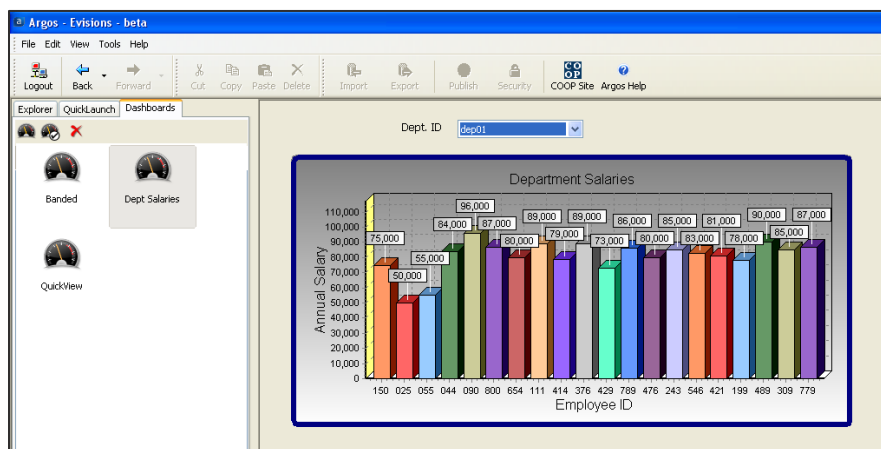 Argos - Evisions - beta
File Edit View Tools Help
Logout Back Forward Cut Copy Paste Delete Import Export Publish Security COOP Site Argos Help
Explorer QuickLaunch Dashboards
Banded Dept Salaries
QuickView
Dept. ID dep01
Department Salaries
Annual Salary
110,000
100,000
90,000
80,000
70,000
60,000
50,000
40,000
30,000
20,000
10,000
0
75,000 50,000 55,000 84,000 96,000 87,000 80,000 89,000 79,000 89,000 73,000 86,000 80,000 85,000 83,000 81,000 78,000 90,000 85,000 87,000
150 025 055 044 090 800 654 111 414 376 429 789 476 243 546 421 199 469 309 779
Employee ID